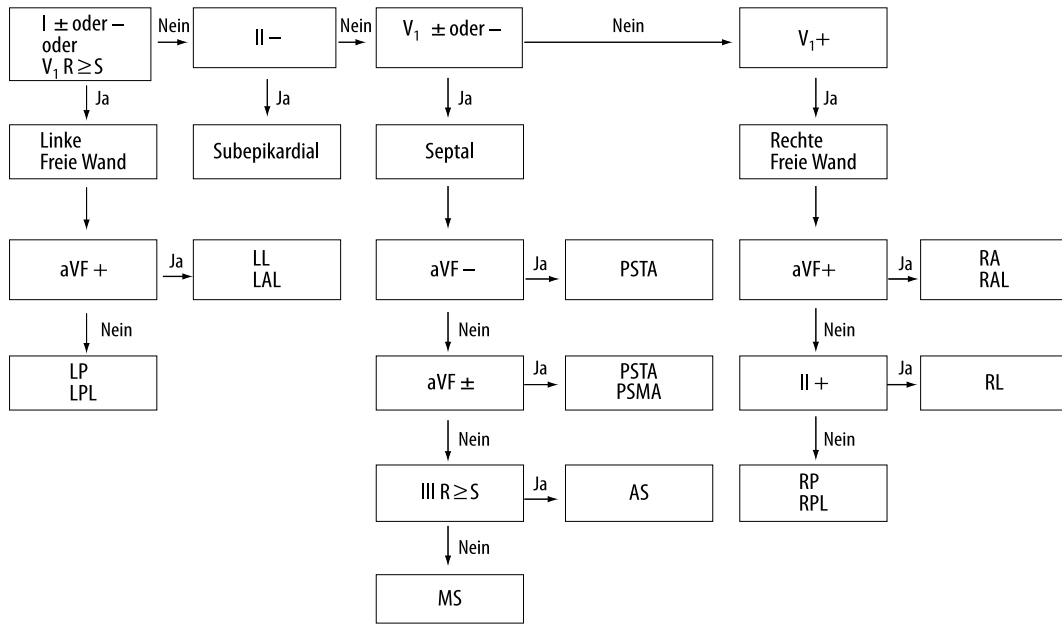 I ± oder –
oder
V₁ R ≥ S
Nein
II –
Nein
V₁ ± oder –
Nein
V₁ +
Ja
Ja
Ja
Ja
Linke
Freie Wand
Subepikardial
Septal
Rechte
Freie Wand
aVF +
Ja
LL
LAL
aVF –
Ja
PSTA
aVF+
Ja
RA
RAL
Nein
Nein
Nein
LP
LPL
aVF ±
Ja
PSTA
PSMA
II +
Ja
RL
Nein
Nein
III R ≥ S
Ja
AS
RP
RPL
Nein
MS